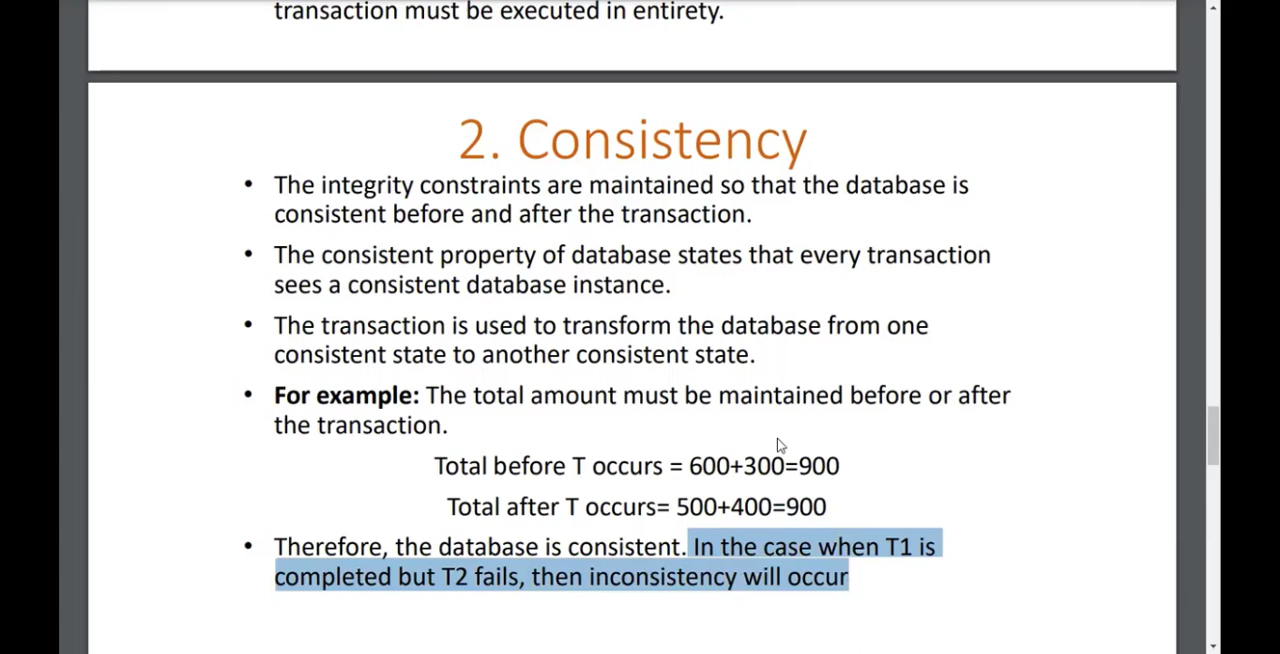 transaction must be executed in entirety.
2. Consistency
• The integrity constraints are maintained so that the database is
consistent before and after the transaction.
• The consistent property of database states that every transaction
sees a consistent database instance.
• The transaction is used to transform the database from one
consistent state to another consistent state.
• For example: The total amount must be maintained before or after
the transaction.
Total before T occurs = 600+300=900
Total after T occurs= 500+400=900
• Therefore, the database is consistent. In the case when T1 is
completed but T2 fails, then inconsistency will occur